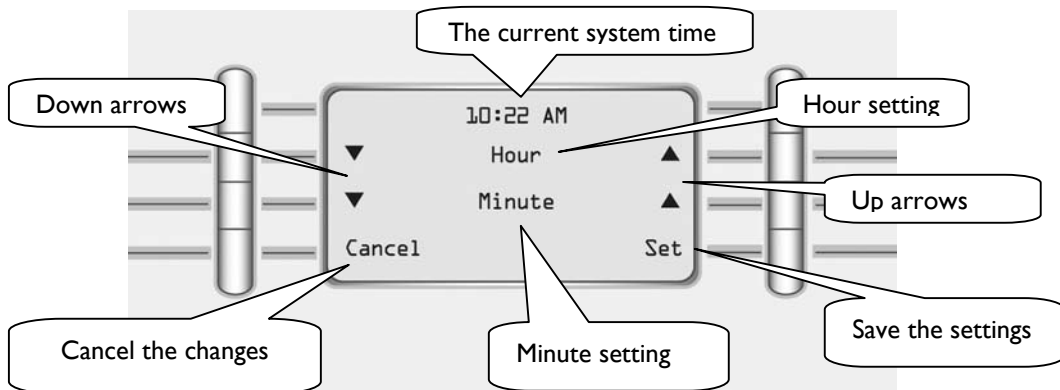 The current system time
Down arrows
Hour setting
10:22 AM
▼ Hour ▲
▼ Minute ▲
Up arrows
Cancel Set
Cancel the changes
Minute setting
Save the settings